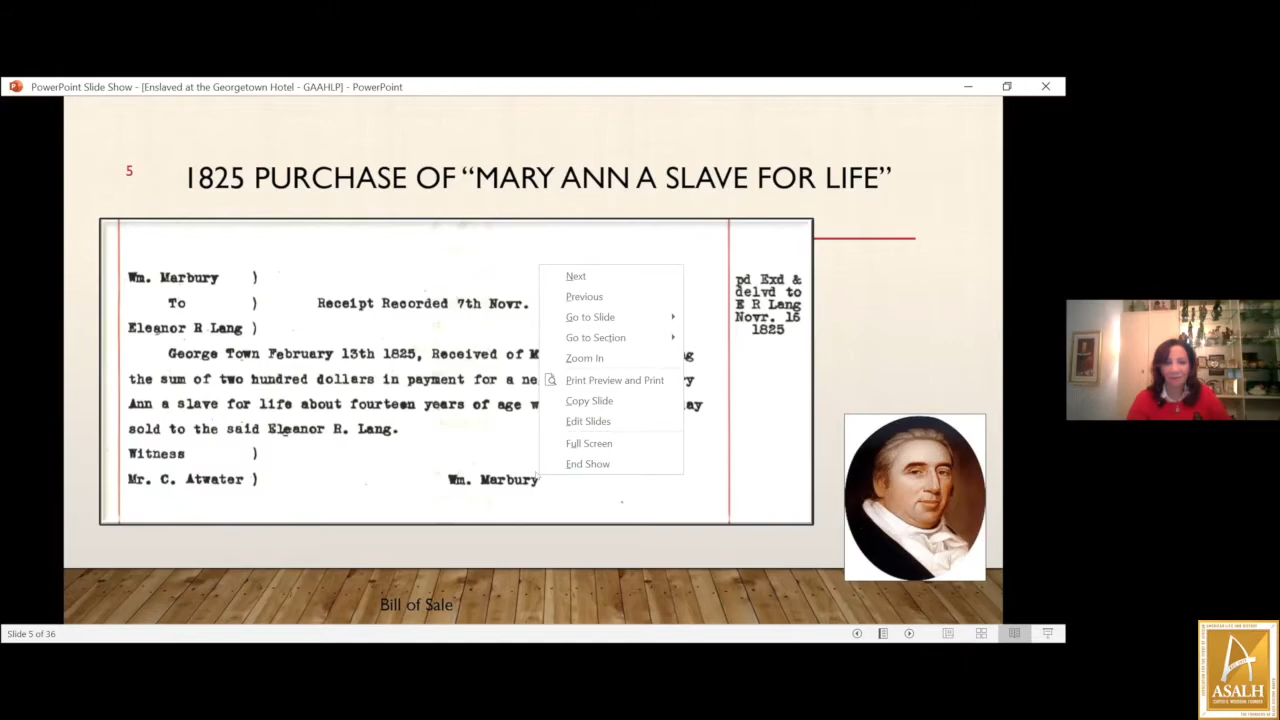 PowerPoint Slide Show - [Enslaved at the Georgetown Hotel - GAAHLP] - PowerPoint
5
1825 PURCHASE OF “MARY ANN A SLAVE FOR LIFE”
Wm. Marbury )
To ) Receipt Recorded 7th Novr.
Eleanor R Lang )
George Town February 13th 1825, Received of M
ng
the sum of two hundred dollars in payment for a ne
ry
Ann a slave for life about fourteen years of age w
ay
sold to the said Eleanor R. Lang.
Witness )
Mr. C. Atwater ) Wm. Marbury
pd Exd &
delvd to
E R Lang
Novr. 16
1825
Next
Previous
Go to Slide
Go to Section
Zoom In
Print Preview and Print
Copy Slide
Edit Slides
Full Screen
End Show
Bill of Sale
Slide 5 of 36
ASALH